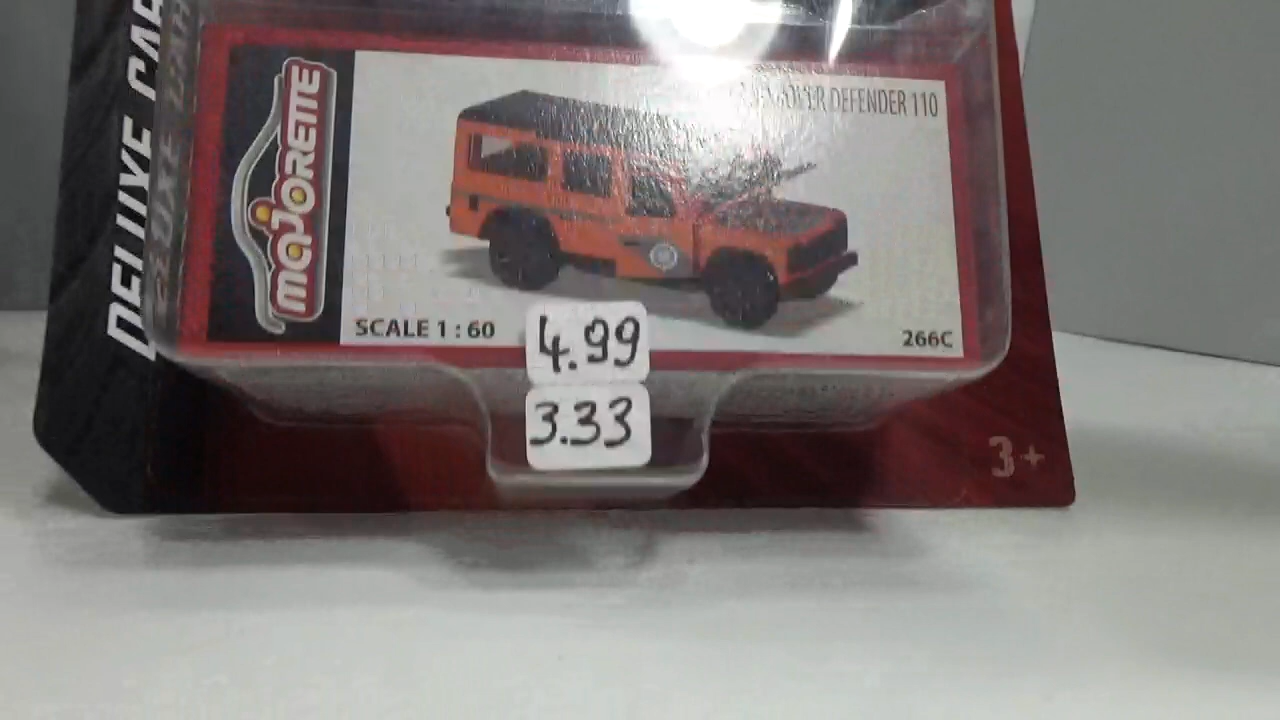 DELUXE CAR
majoRETTE
DEFENDER 110
SCALE 1 : 60
266C
4.99
3.33
3+